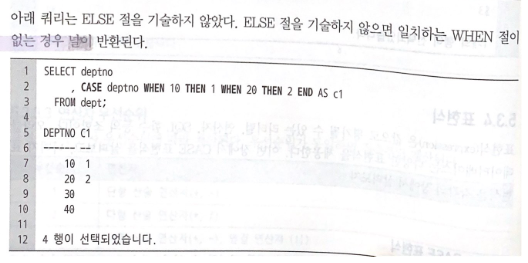 아래 쿼리는 ELSE 절을 기술하지 않았다. ELSE 절을 기술하지 않으면 일치하는 WHEN 절이
없는 경우 널이 반환된다.
1 SELECT deptno
2 , CASE deptno WHEN 10 THEN 1 WHEN 20 THEN 2 END AS c1
3 FROM dept;
4
5 DEPTNO C1
6 ------ --
7 10 1
8 20 2
9 30
10 40
11
12 4 행이 선택되었습니다.